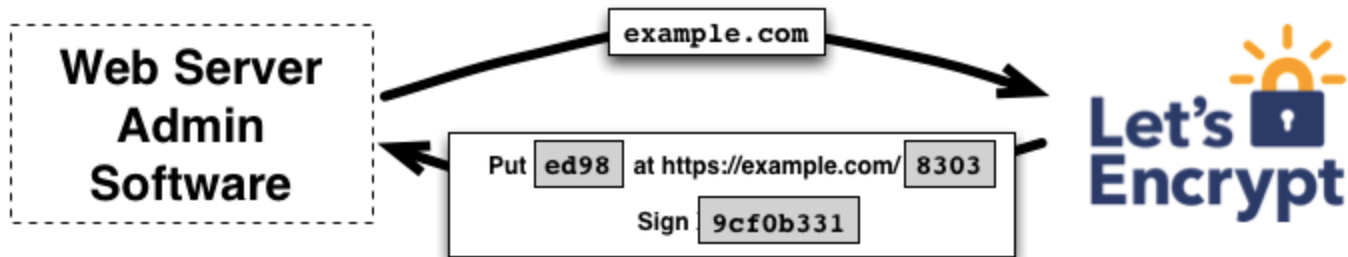 example.com
Web Server
Admin
Software
Put ed98 at https://example.com/ 8303
Sign 9cf0b331
Let's
Encrypt